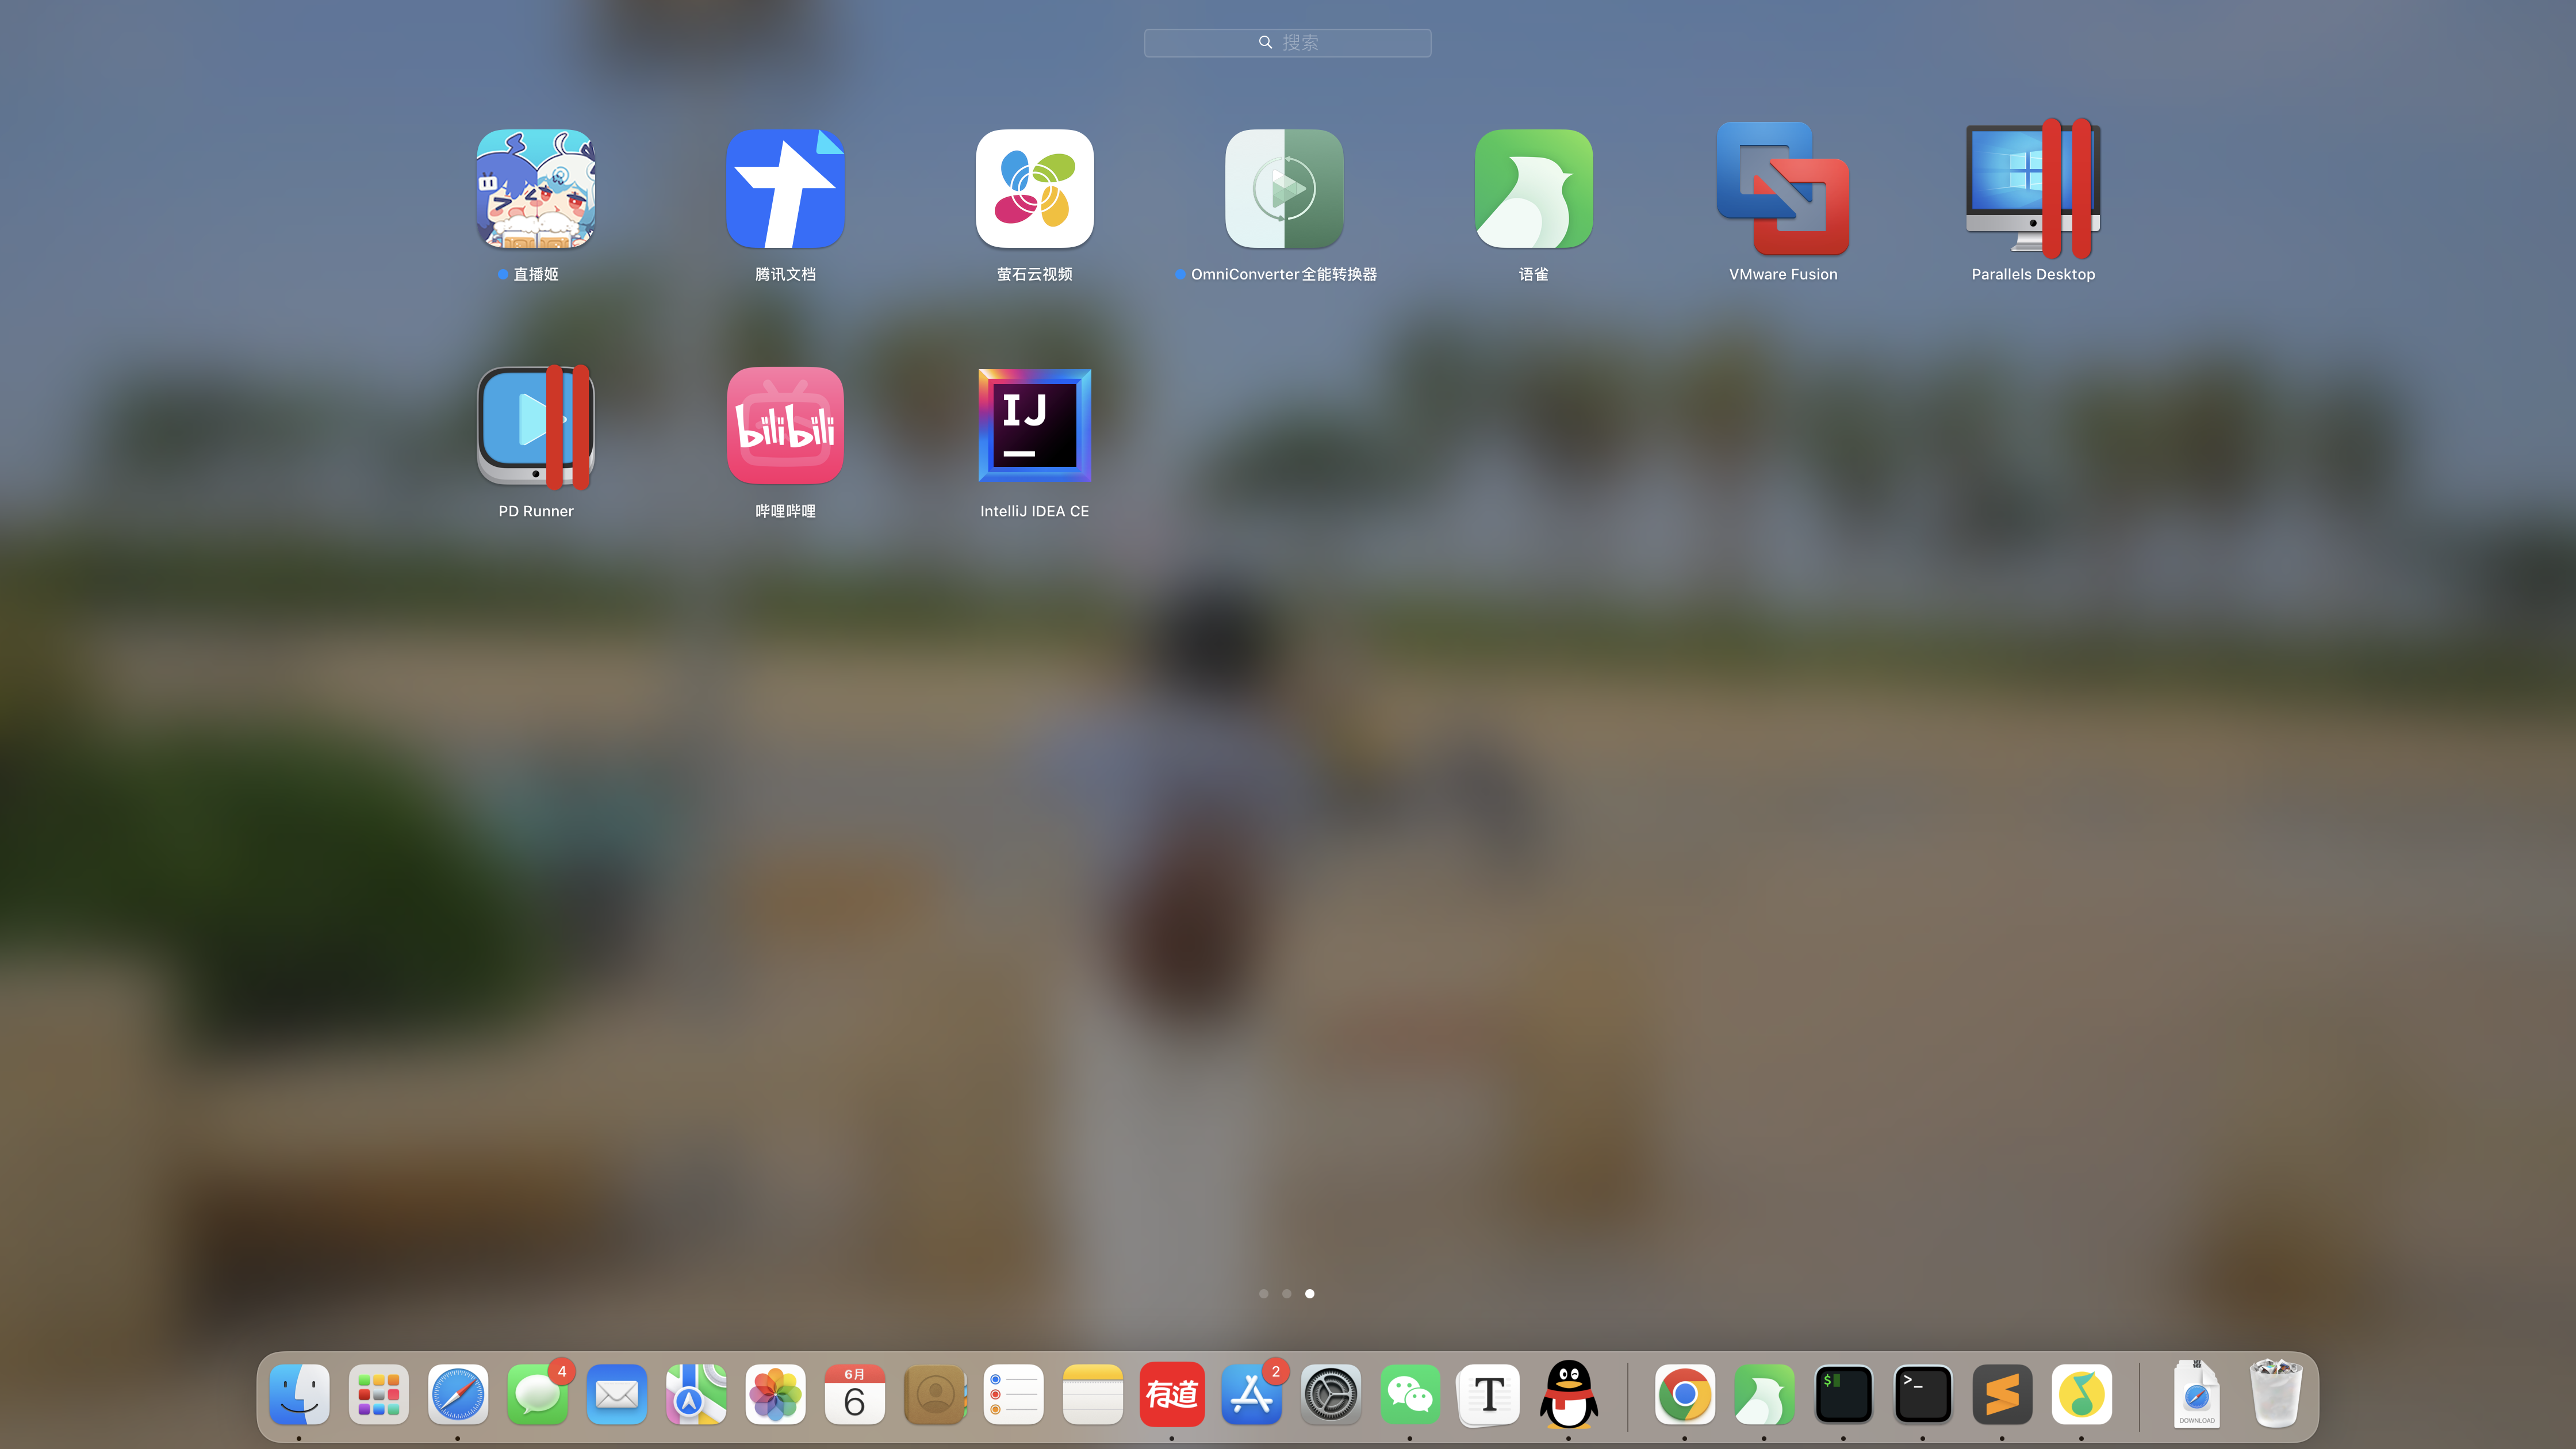 搜索
直播姬
腾讯文档
萤石云视频
OmniConverter全能转换器
语雀
VMware Fusion
Parallels Desktop
PD Runner
bilibili
哔哩哔哩
IJ
IntelliJ IDEA CE
4
6月
6
有道
2
T
$
>_
DOWNLOAD